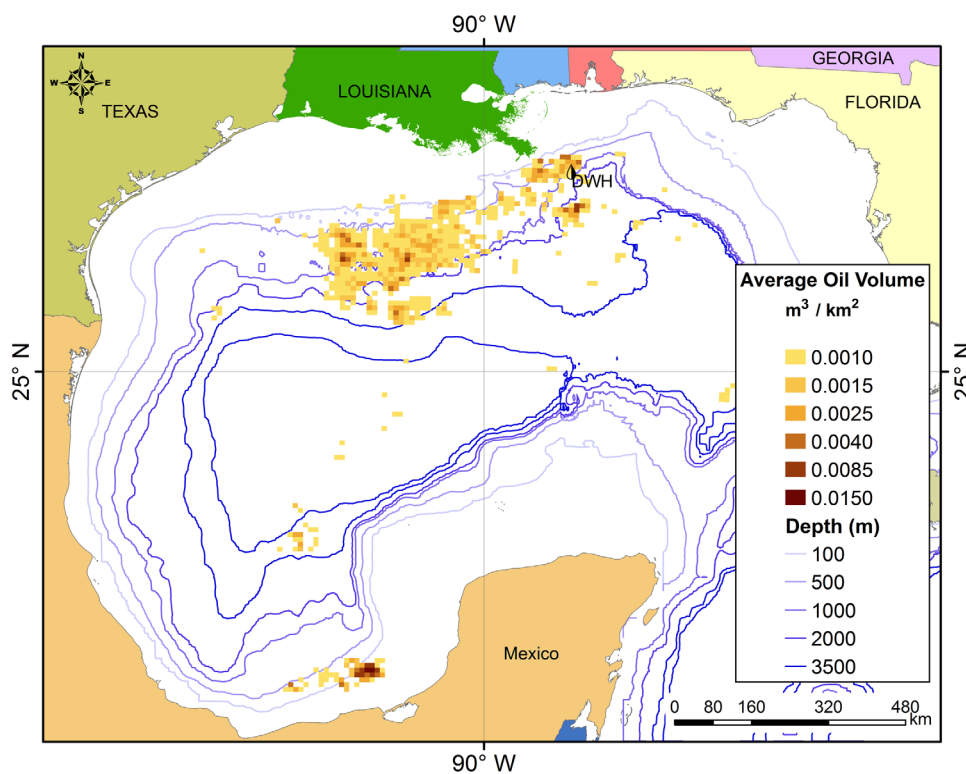 90° W
N
W E
S
TEXAS
LOUISIANA
GEORGIA
FLORIDA
DWH
25° N
25° N
Average Oil Volume
m³ / km²
0.0010
0.0015
0.0025
0.0040
0.0085
0.0150
Depth (m)
100
500
1000
2000
3500
Mexico
0 80 160 320 480
km
90° W